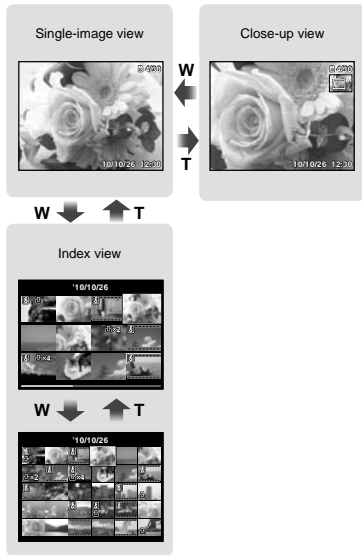 Single-image view
Close-up view
4/30
4/30
W
T
'10/10/26 12:30
'10/10/26 12:30
W
T
Index view
'10/10/26
×2
×4
W
T
'10/10/26
×2
×4